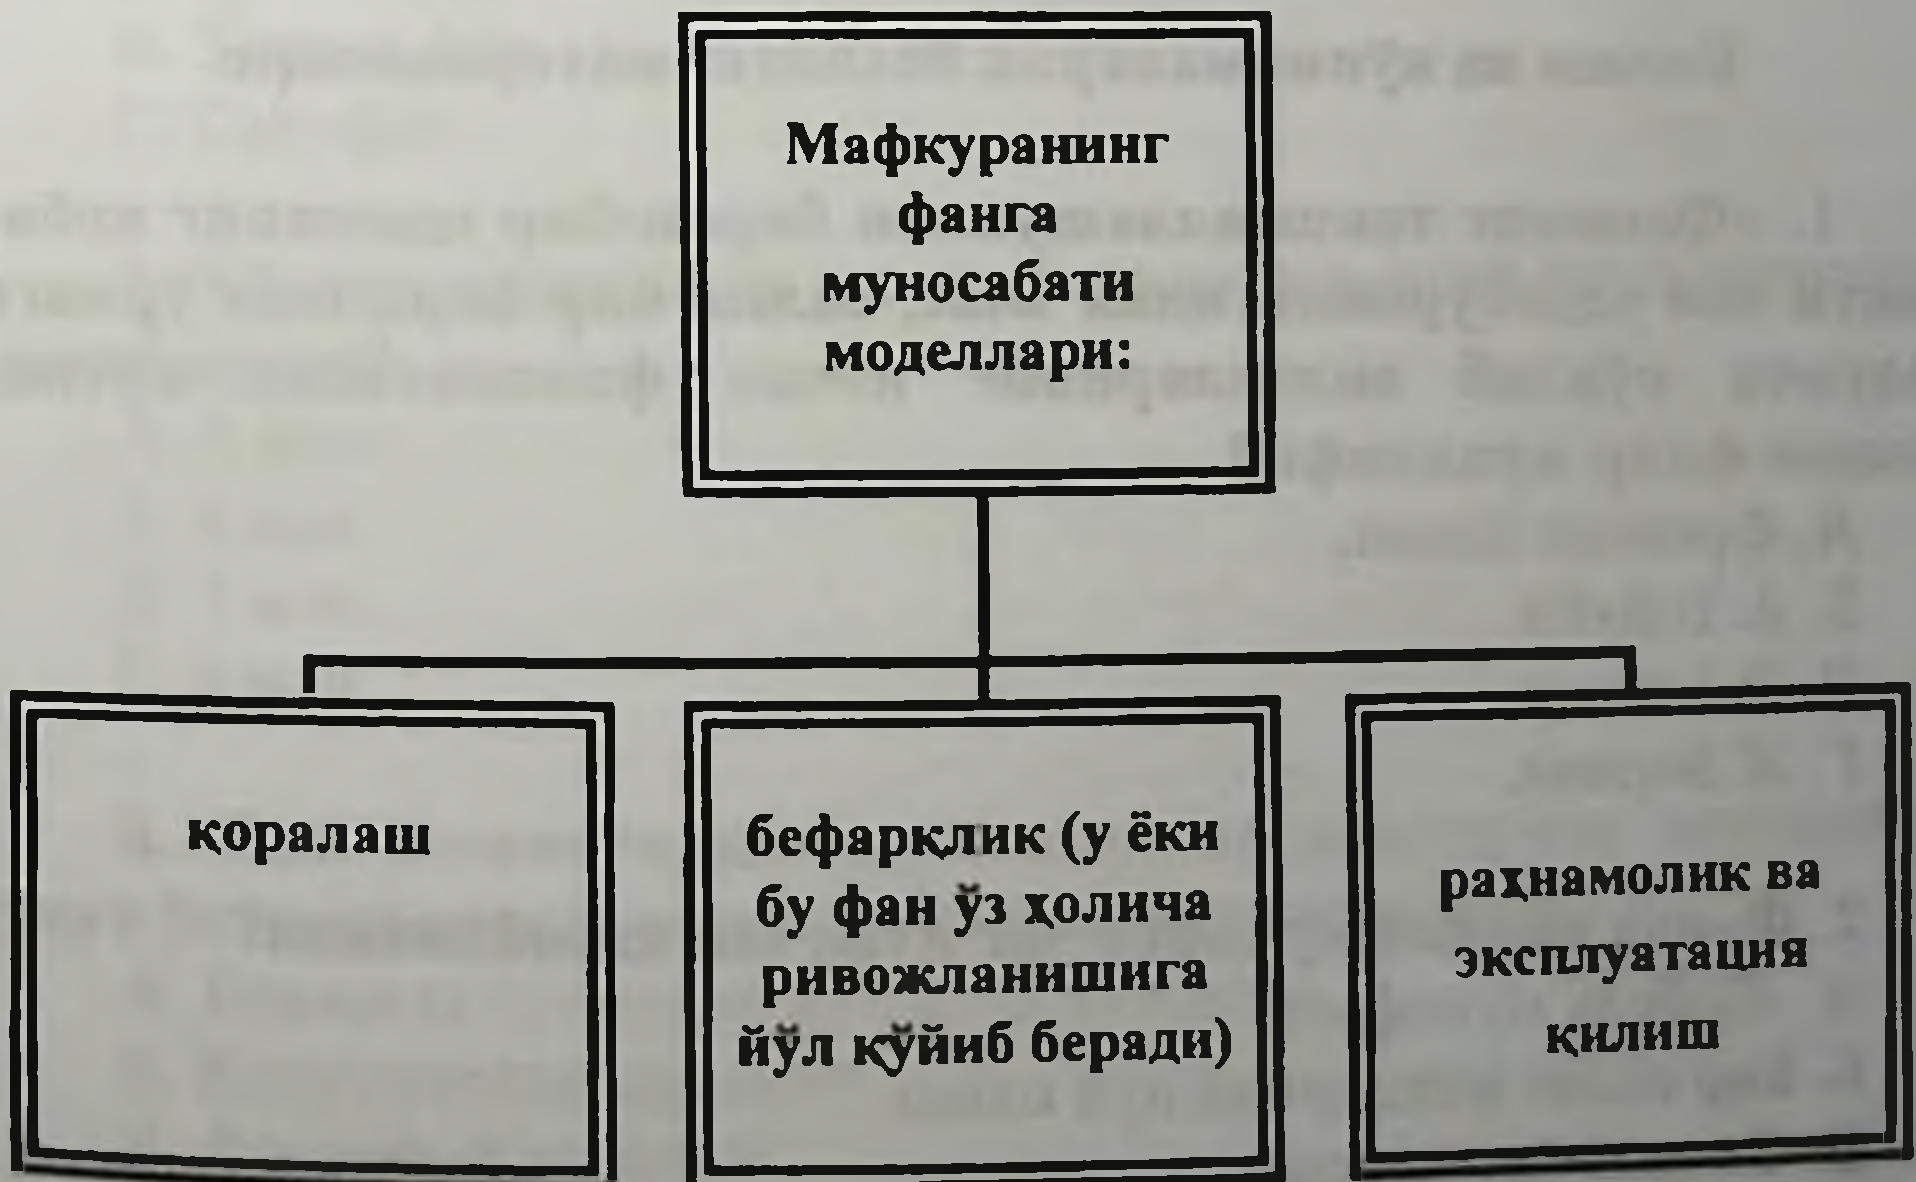 Мафкуранинг
фанга
муносабати
моделлари:
қоралаш
бефарқлик (у ёки
бу фан ўз ҳолича
ривожланишига
йўл қўйиб беради)
раҳнамолик ва
эксплуатация
қилиш